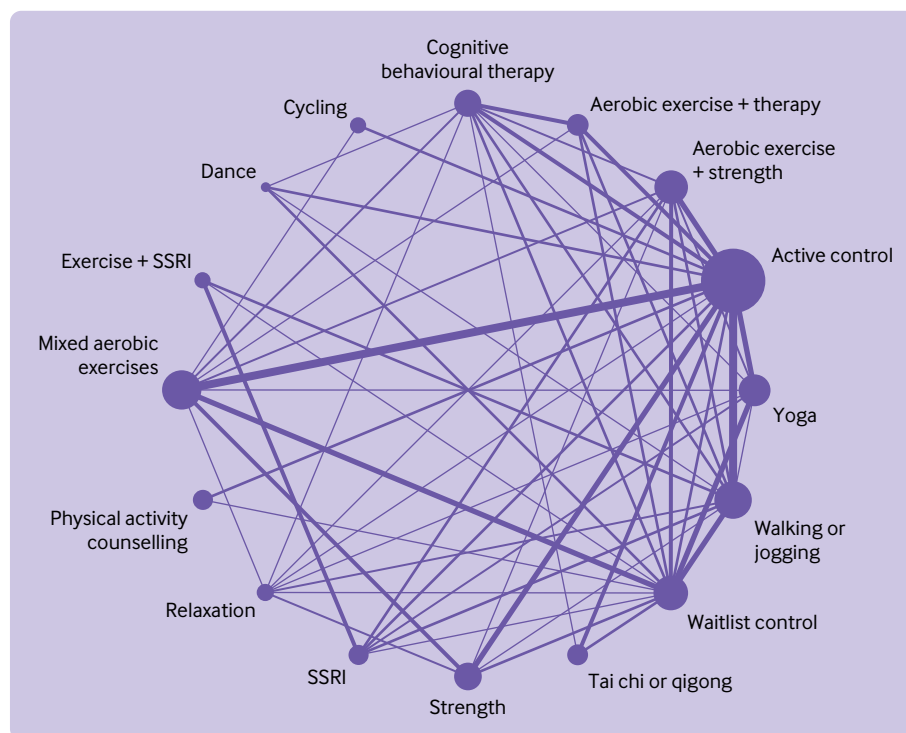 Cognitive
behavioural therapy
Cycling
Aerobic exercise + therapy
Aerobic exercise
+ strength
Dance
Active control
Exercise + SSRI
Mixed aerobic
exercises
Yoga
Physical activity
counselling
Walking or
jogging
Relaxation
Waitlist control
SSRI
Tai chi or qigong
Strength